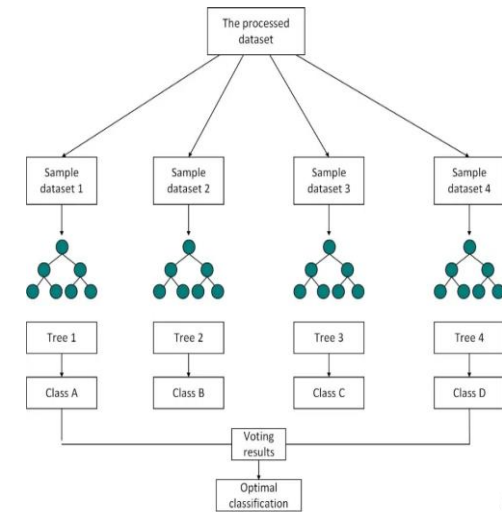 The processed
dataset
Sample
dataset 1
Sample
dataset 2
Sample
dataset 3
Sample
dataset 4
Tree 1
Tree 2
Tree 3
Tree 4
Class A
Class B
Class C
Class D
Voting
results
Optimal
classification